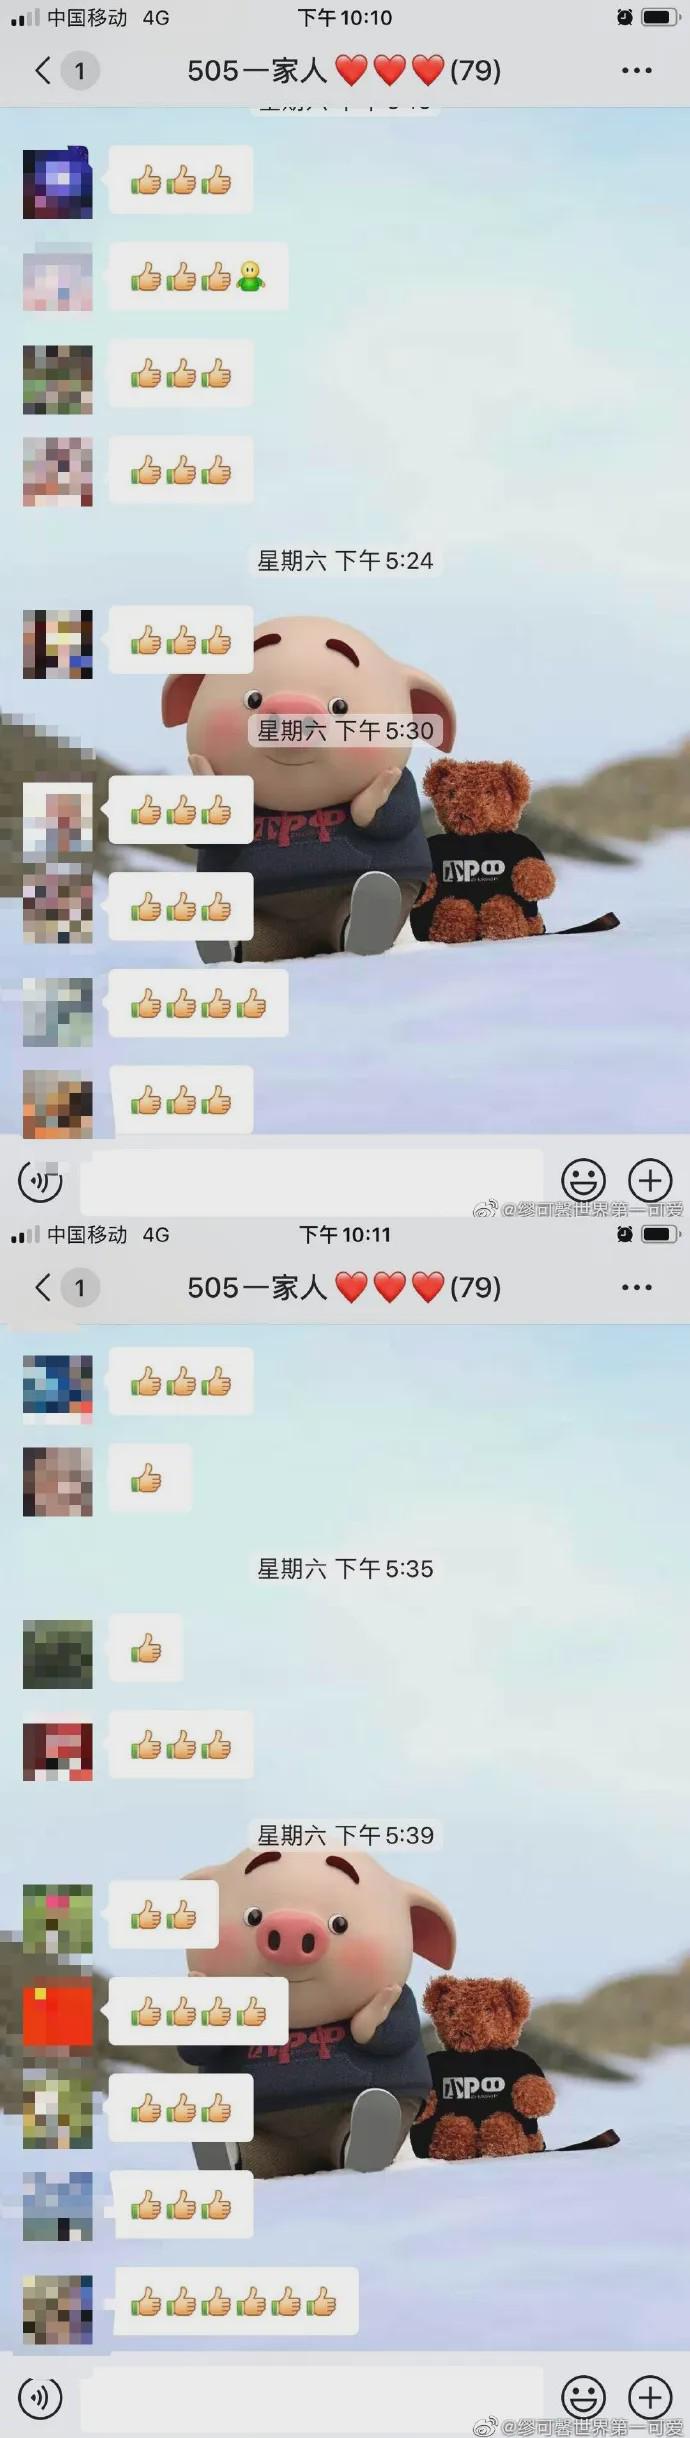 中国移动 4G 下午10:10
1 505一家人❤️❤️❤️(79)
星期六 下午5:24
星期六 下午5:30
@缪可馨世界第一可爱
中国移动 4G 下午10:11
1 505一家人❤️❤️❤️(79)
星期六 下午5:35
星期六 下午5:39
@缪可馨世界第一可爱